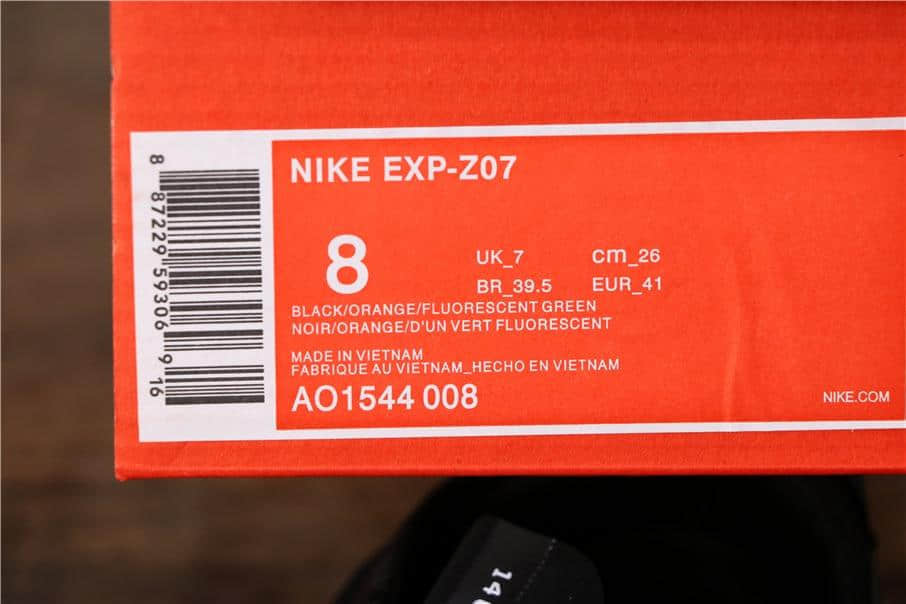 NIKE EXP-Z07
8
UK_7 cm_26
BR_39.5 EUR_41
BLACK/ORANGE/FLUORESCENT GREEN
NOIR/ORANGE/D'UN VERT FLUORESCENT
MADE IN VIETNAM
FABRIQUE AU VIETNAM_HECHO EN VIETNAM
AO1544 008
NIKE.COM
8 87229 59306 9 16